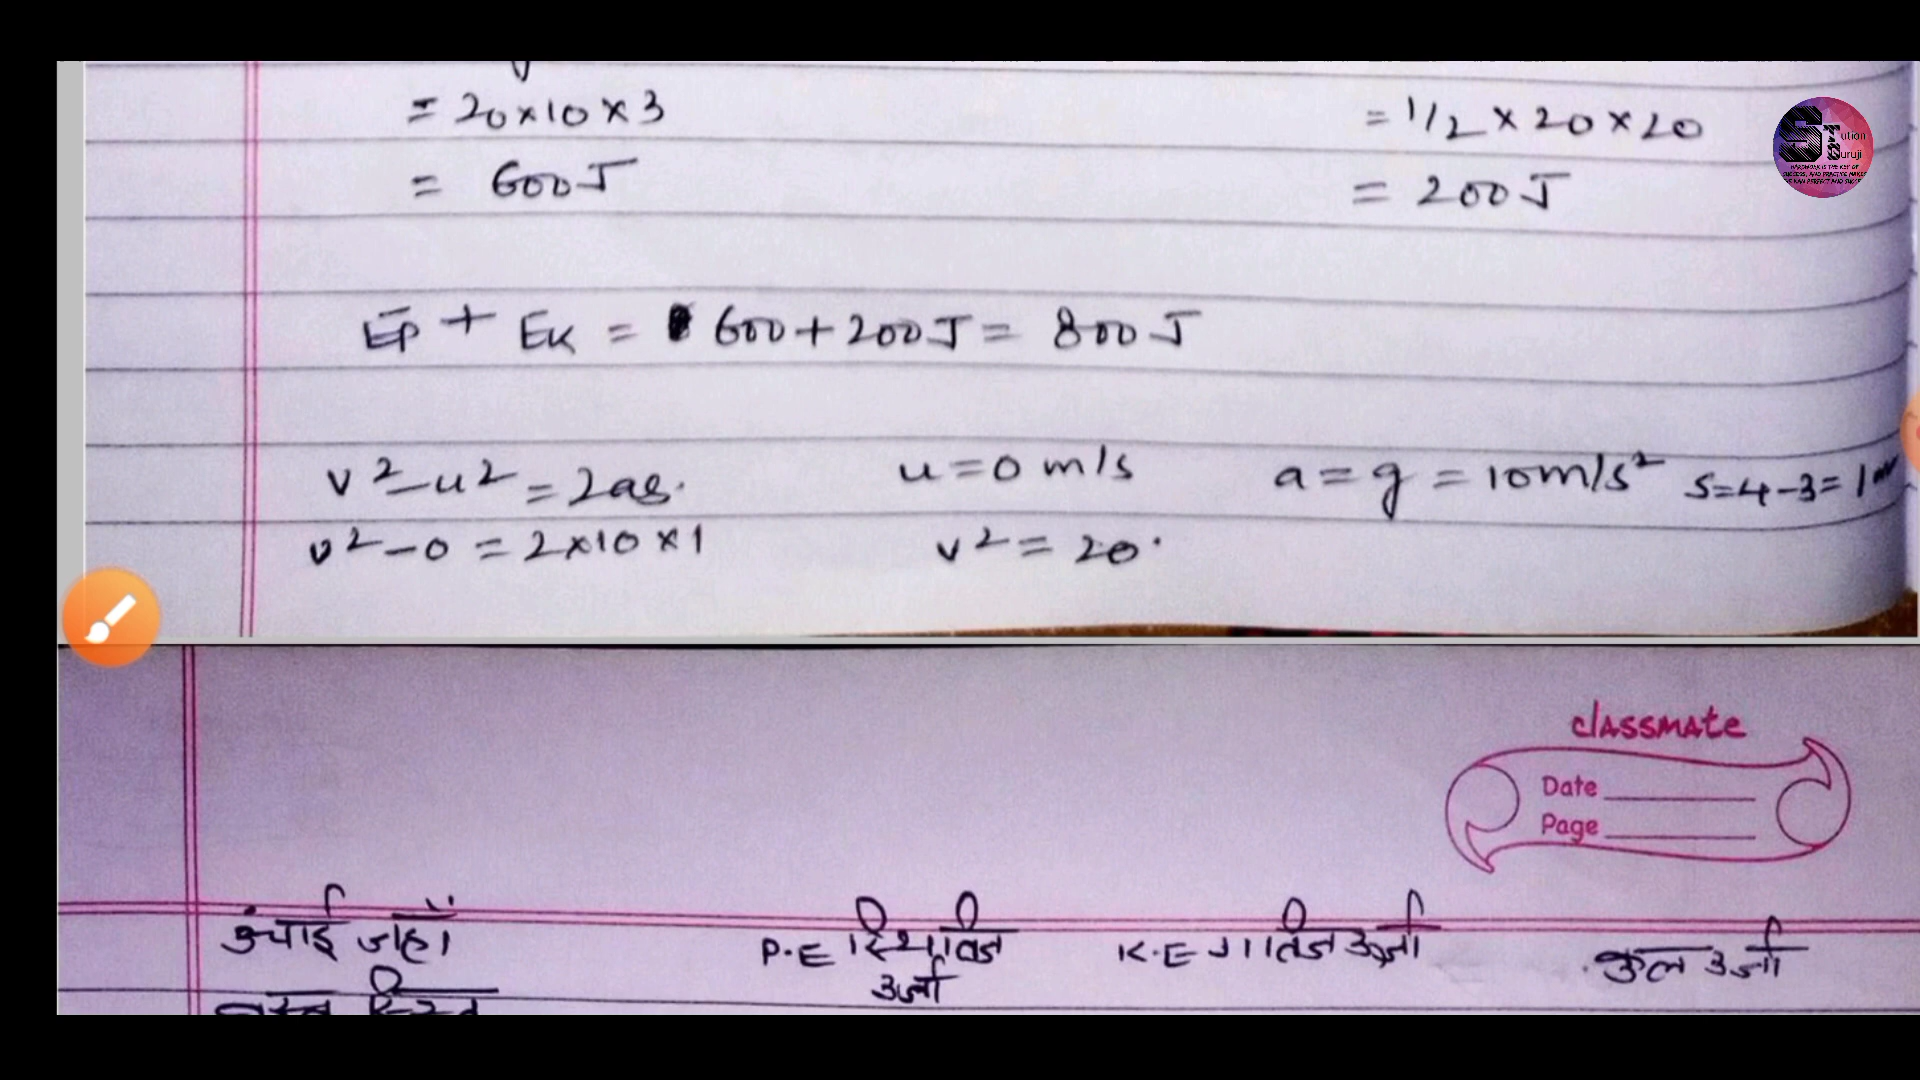 = 20×10×3
= 1/2 × 20 × 20
= 600J
= 200J
Ep + Ek = 600 + 200J = 800J
v²-u² = 2as. u = 0 m/s a = g = 10m/s² s=4-3=1m
v²-0 = 2×10×1 v² = 20.
classmate
Date
Page
ऊंचाई जहाँ P.E स्थितिज K.E गतिज ऊर्जा कुल ऊर्जा
ऊर्जा